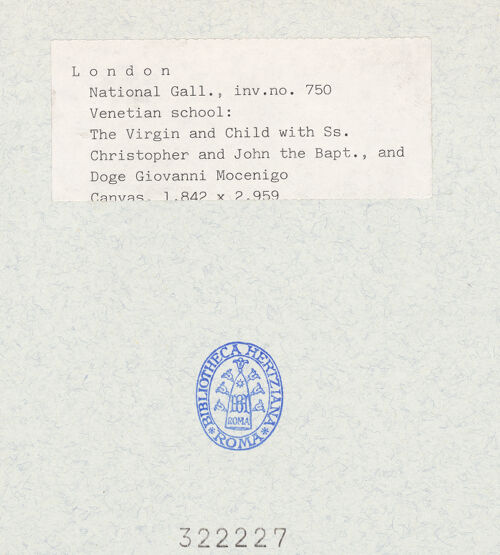 L o n d o n
National Gall., inv.no. 750
Venetian school:
The Virgin and Child with Ss.
Christopher and John the Bapt., and
Doge Giovanni Mocenigo
Canvas, 1.842 x 2.959
BIBLIOTHECA HERTZIANA
BH
ROMA
*ROMA*
322227